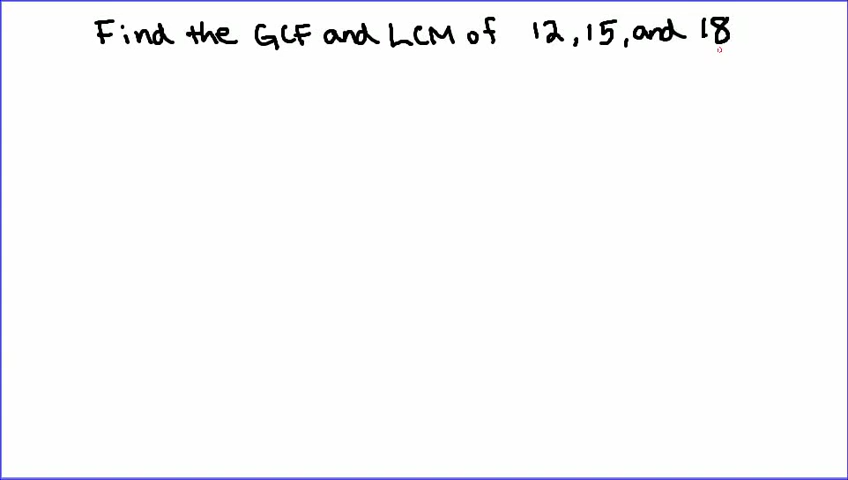 Find the GCF and LCM of 12, 15, and 18